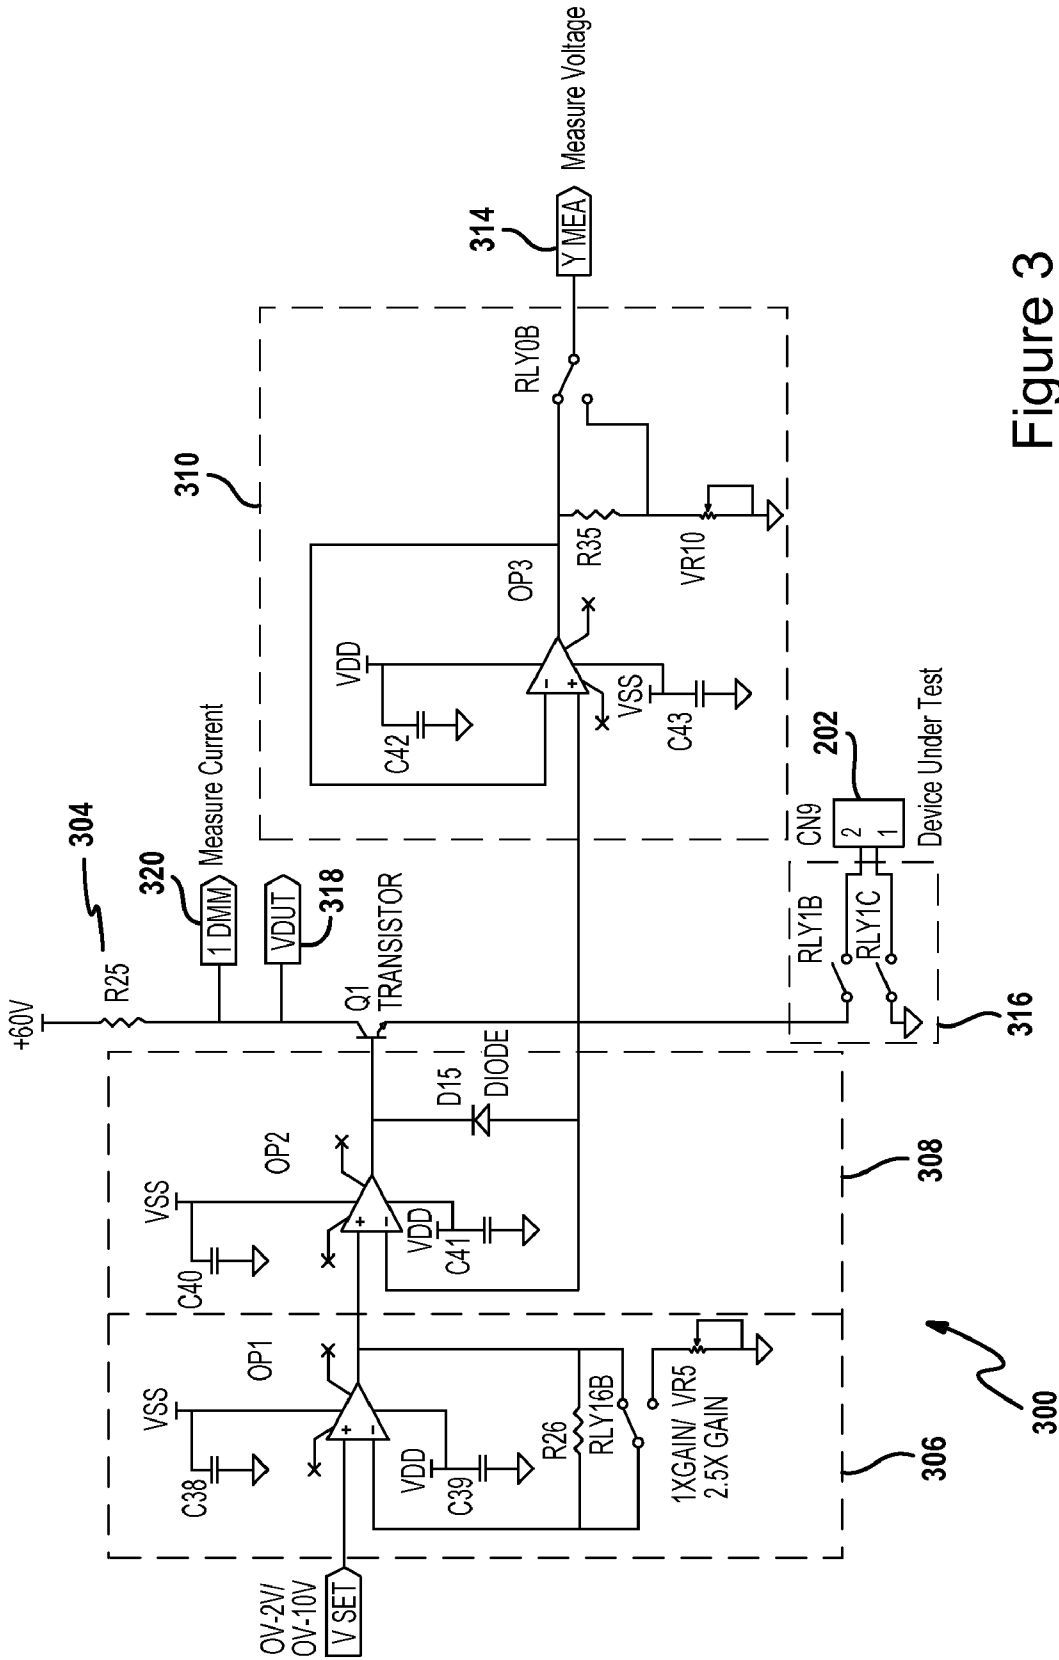 +60V
304
R25
320
1 DMM
Measure Current
VDUT
318
Q1
TRANSISTOR
310
VDD
C42
OP3
-
+
VSS
C43
R35
VR10
RLY0B
314
Y MEA
Measure Voltage
VSS
C40
OP2
+
-
VDD
C41
D15
DIODE
308
VSS
C38
OP1
+
-
VDD
C39
R26
RLY16B
1XGAIN/ VR5
2.5X GAIN
306
OV-2V/
OV-10V
V SET
RLY1B
RLY1C
316
CN9
202
2
1
Device Under Test
300
Figure 3